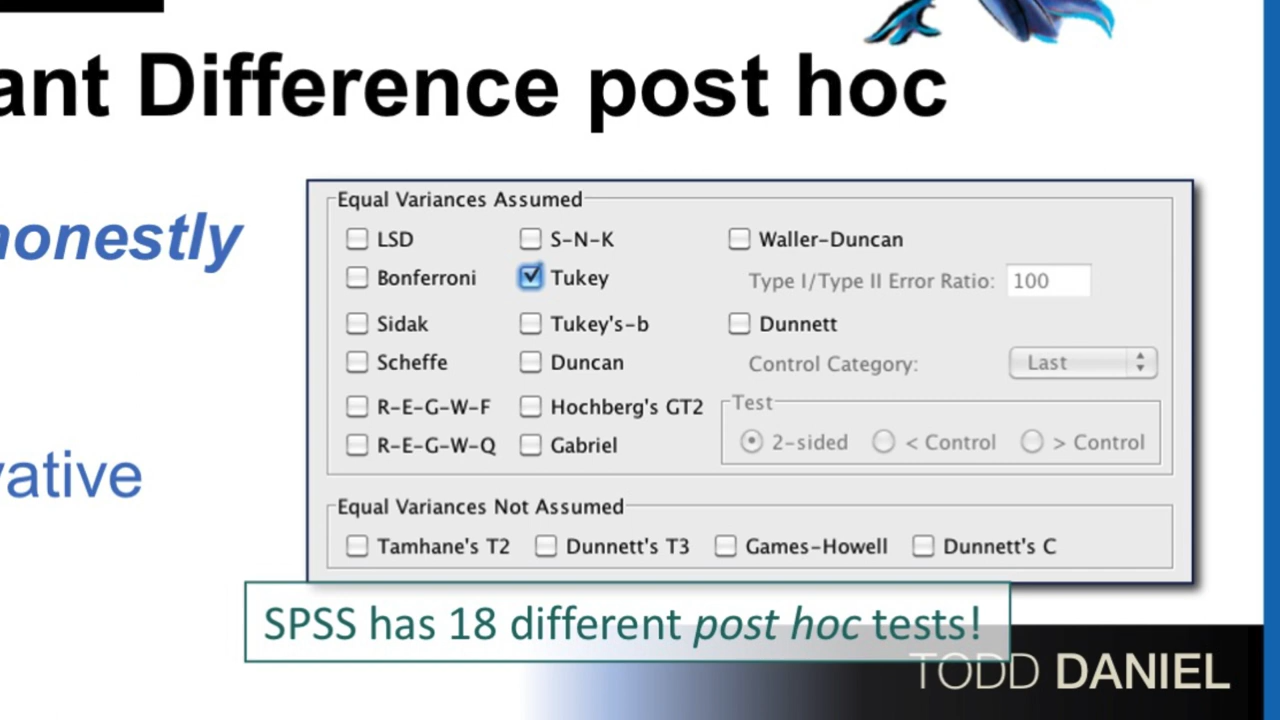 ant Difference post hoc
honestly
vative
Equal Variances Assumed
LSD S-N-K Waller-Duncan
Bonferroni Tukey Type I/Type II Error Ratio: 100
Sidak Tukey's-b Dunnett
Scheffe Duncan Control Category: Last
R-E-G-W-F Hochberg's GT2 Test
R-E-G-W-Q Gabriel 2-sided < Control > Control
Equal Variances Not Assumed
Tamhane's T2 Dunnett's T3 Games-Howell Dunnett's C
SPSS has 18 different post hoc tests!
TODD DANIEL